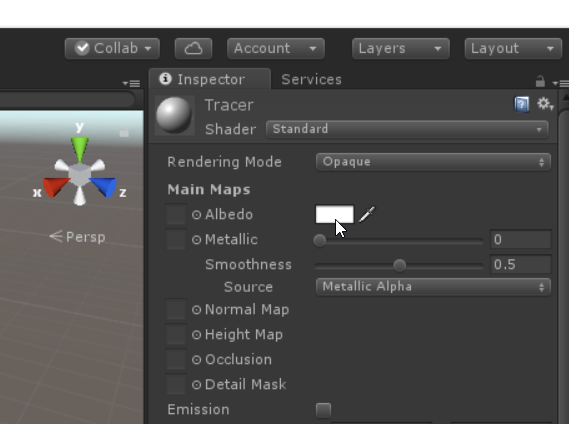 Collab Account Layers Layout
Inspector Services
Tracer
Shader Standard
y
x z
Persp
Rendering Mode Opaque
Main Maps
Albedo
Metallic 0
Smoothness 0.5
Source Metallic Alpha
Normal Map
Height Map
Occlusion
Detail Mask
Emission